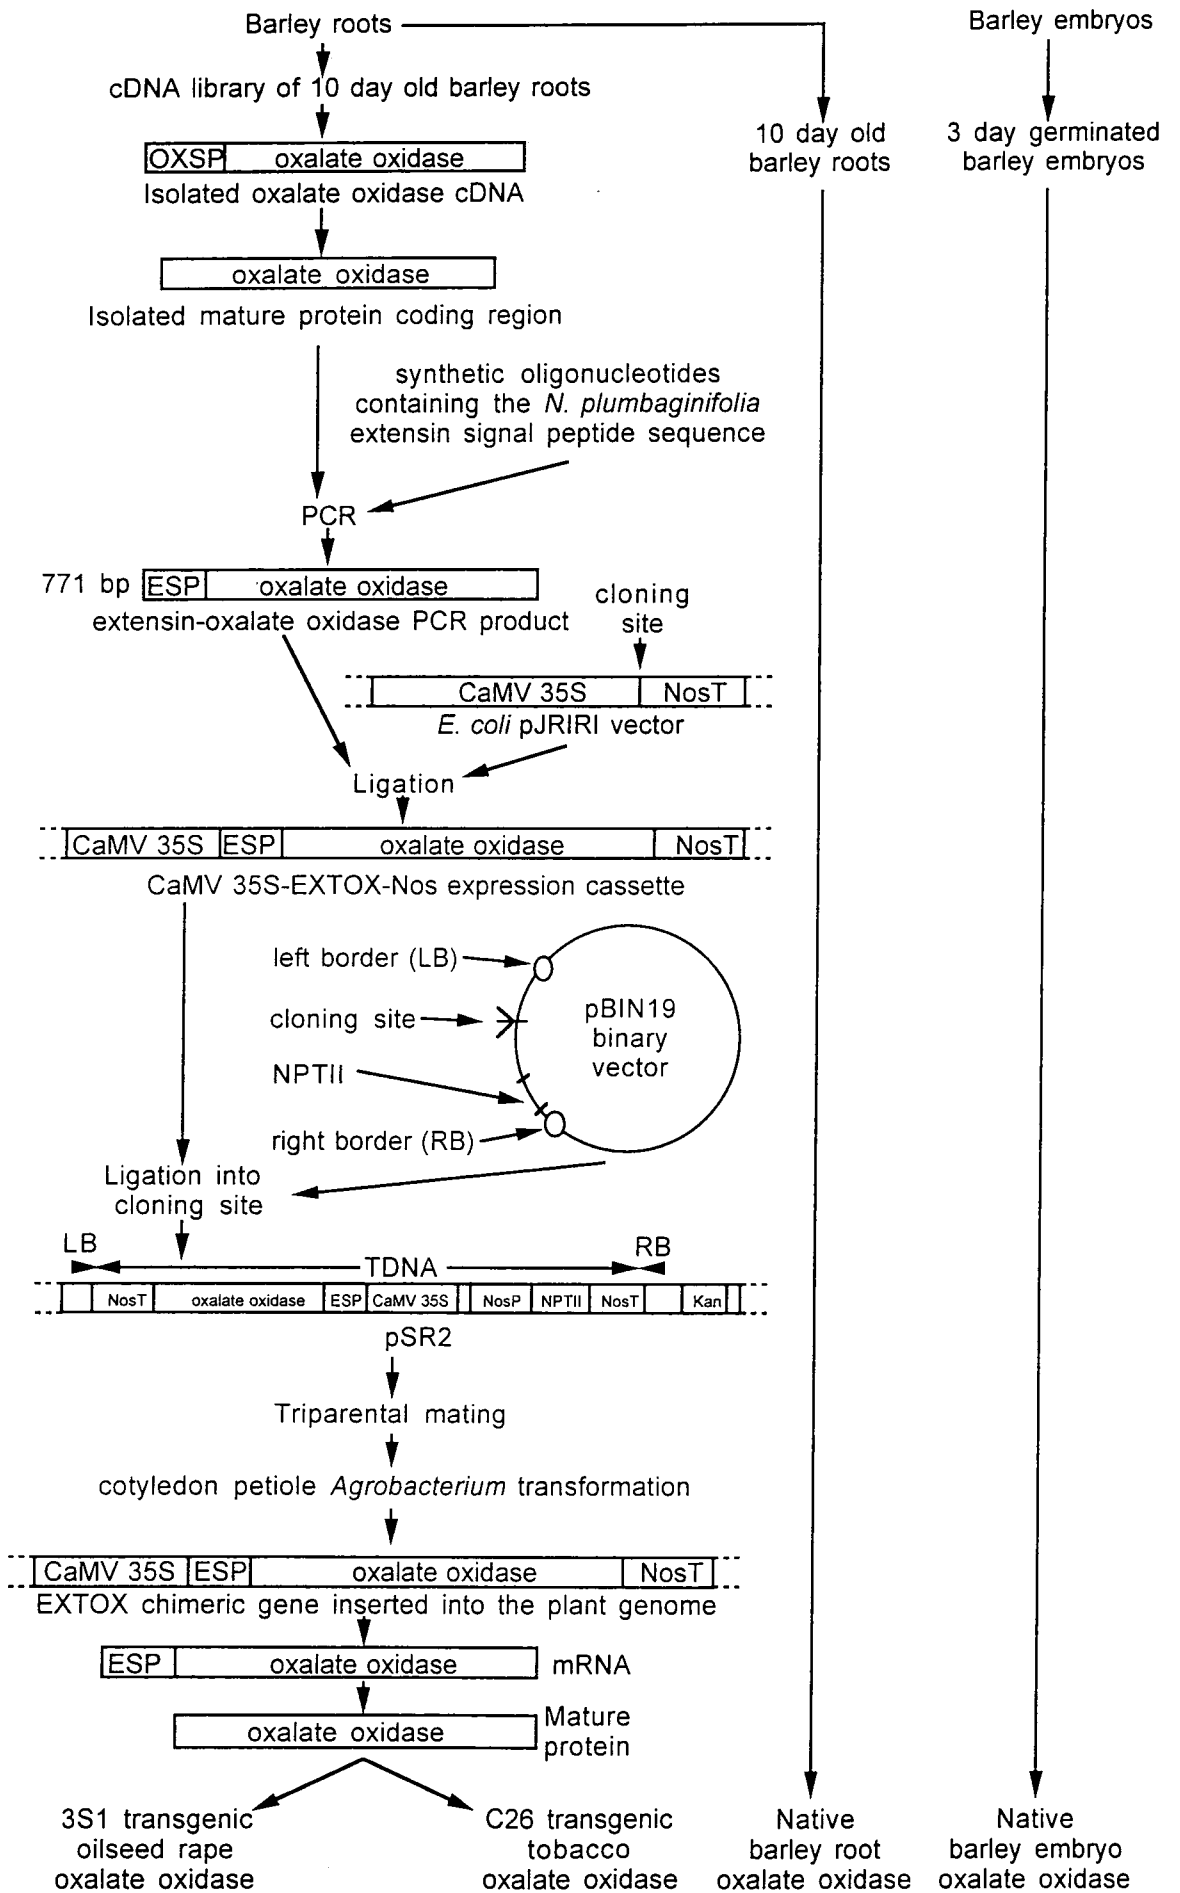 Barley roots
Barley embryos
cDNA library of 10 day old barley roots
10 day old
barley roots
3 day germinated
barley embryos
OXSP oxalate oxidase
Isolated oxalate oxidase cDNA
oxalate oxidase
Isolated mature protein coding region
synthetic oligonucleotides
containing the N. plumbaginifolia
extensin signal peptide sequence
PCR
771 bp ESP oxalate oxidase
extensin-oxalate oxidase PCR product
cloning
site
CaMV 35S NosT
E. coli pJRIRI vector
Ligation
CaMV 35S ESP oxalate oxidase NosT
CaMV 35S-EXTOX-Nos expression cassette
left border (LB)
cloning site
NPTII
right border (RB)
pBIN19
binary
vector
Ligation into
cloning site
LB TDNA RB
NosT oxalate oxidase ESP CaMV 35S NosP NPTII NosT Kan
pSR2
Triparental mating
cotyledon petiole Agrobacterium transformation
CaMV 35S ESP oxalate oxidase NosT
EXTOX chimeric gene inserted into the plant genome
ESP oxalate oxidase mRNA
oxalate oxidase
Mature
protein
3S1 transgenic
oilseed rape
oxalate oxidase
C26 transgenic
tobacco
oxalate oxidase
Native
barley root
oxalate oxidase
Native
barley embryo
oxalate oxidase